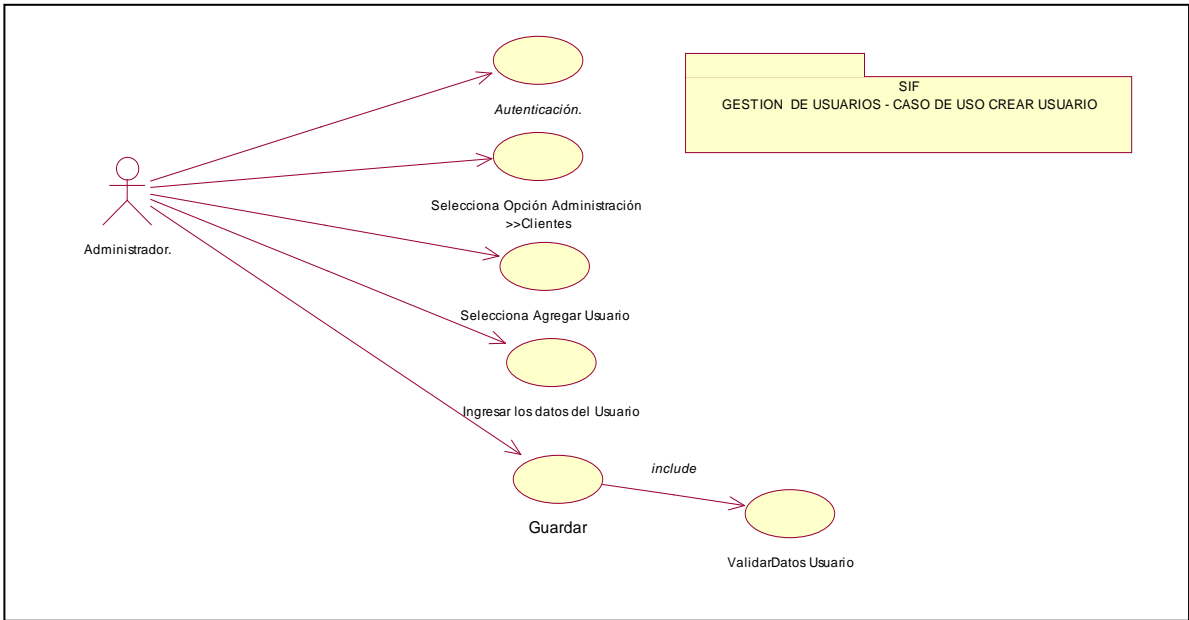 SIF
GESTION DE USUARIOS - CASO DE USO CREAR USUARIO
Autenticación.
Selecciona Opción Administración
>>Clientes
Administrador.
Selecciona Agregar Usuario
Ingresar los datos del Usuario
include
Guardar
ValidarDatos Usuario